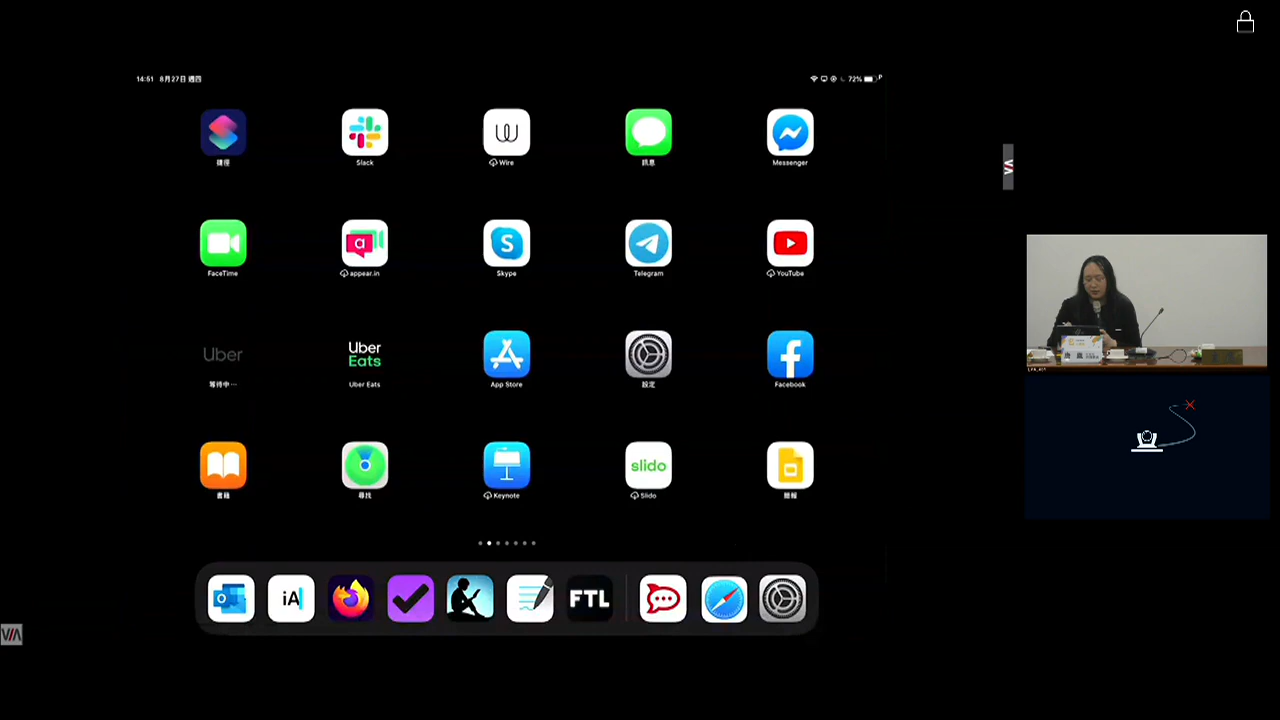 14:51 8月27日 週四
72%
捷徑
Slack
Wire
訊息
Messenger
a
FaceTime
appear.in
S
Skype
Telegram
YouTube
Uber
等待中…
Uber
Eats
Uber Eats
App Store
設定
f
Facebook
書籍
尋找
Keynote
slido
Slido
簡報
O
iA
FTL
VIA
VIA